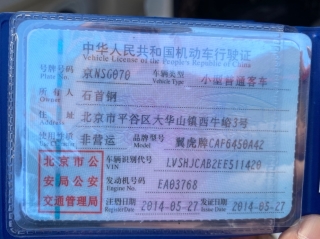 中华人民共和国机动车行驶证
Vehicle License of the People's Republic of China
号牌号码 Plate No. 京NSG070 车辆类型 Vehicle Type 小型普通客车
所有人 Owner 石首钢
住址 北京市平谷区大华山镇西牛峪3号
使用性质 非营运 品牌型号 Model 翼虎牌CAF6450A42
北京市公安局公安交通管理局
车辆识别代号 VIN LVSHJCAB2EE511420
发动机号码 Engine No. EA03768
注册日期 Register Date 2014-05-27 发证日期 Issue Date 2014-05-27